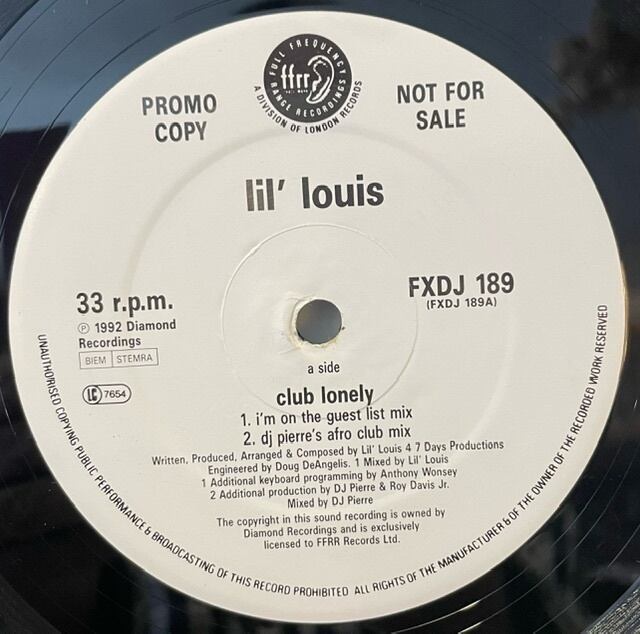 FULL FREQUENCY
ffrr
RANGE RECORDINGS
A DIVISION OF LONDON RECORDS
PROMO
COPY
NOT FOR
SALE
lil' louis
33 r.p.m.
℗ 1992 Diamond
Recordings
BIEM STEMRA
LC 7654
FXDJ 189
(FXDJ 189A)
a side
club lonely
1. i'm on the guest list mix
2. dj pierre's afro club mix
Written, Produced, Arranged & Composed by Lil' Louis 4 7 Days Productions
Engineered by Doug DeAngelis. 1 Mixed by Lil' Louis
1 Additional keyboard programming by Anthony Wonsey
2 Additional production by DJ Pierre & Roy Davis Jr.
Mixed by DJ Pierre
The copyright in this sound recording is owned by
Diamond Recordings and is exclusively
licensed to FFRR Records Ltd.
UNAUTHORISED COPYING PUBLIC PERFORMANCE & BROADCASTING OF THIS RECORD PROHIBITED ALL RIGHTS OF THE MANUFACTURER & OF THE OWNER OF THE RECORDED WORK RESERVED